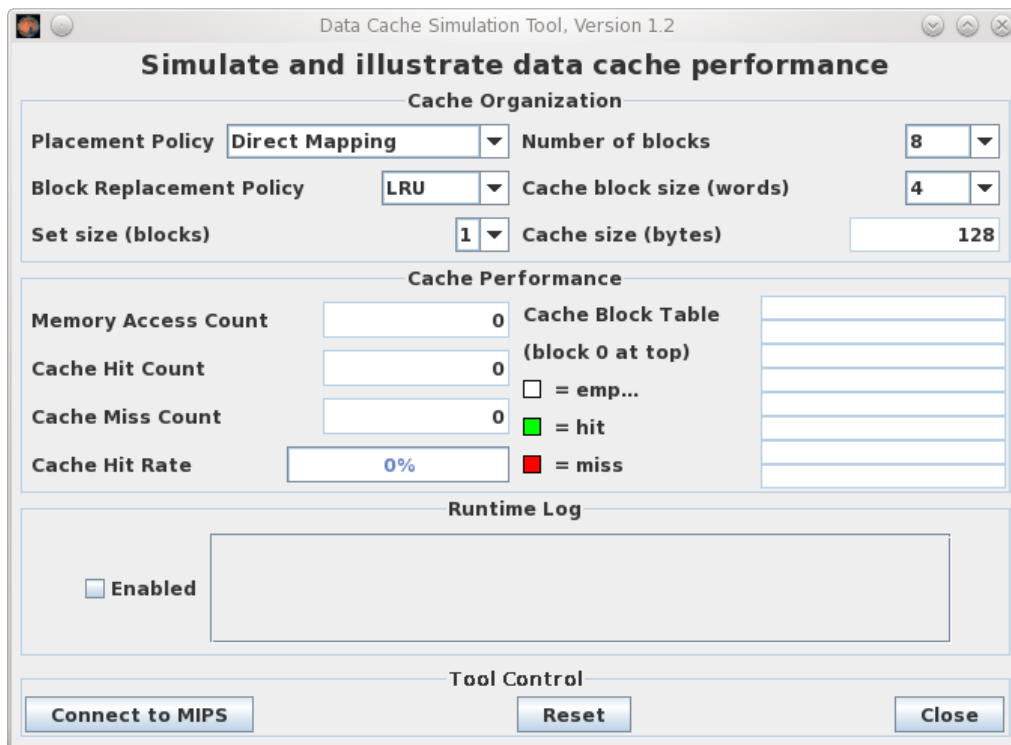 Data Cache Simulation Tool, Version 1.2
Simulate and illustrate data cache performance
Cache Organization
Placement Policy Direct Mapping Number of blocks 8
Block Replacement Policy LRU Cache block size (words) 4
Set size (blocks) 1 Cache size (bytes) 128
Cache Performance
Memory Access Count 0 Cache Block Table
(block 0 at top)
Cache Hit Count 0
= emp...
Cache Miss Count 0
= hit
Cache Hit Rate 0% = miss
Runtime Log
Enabled
Tool Control
Connect to MIPS Reset Close